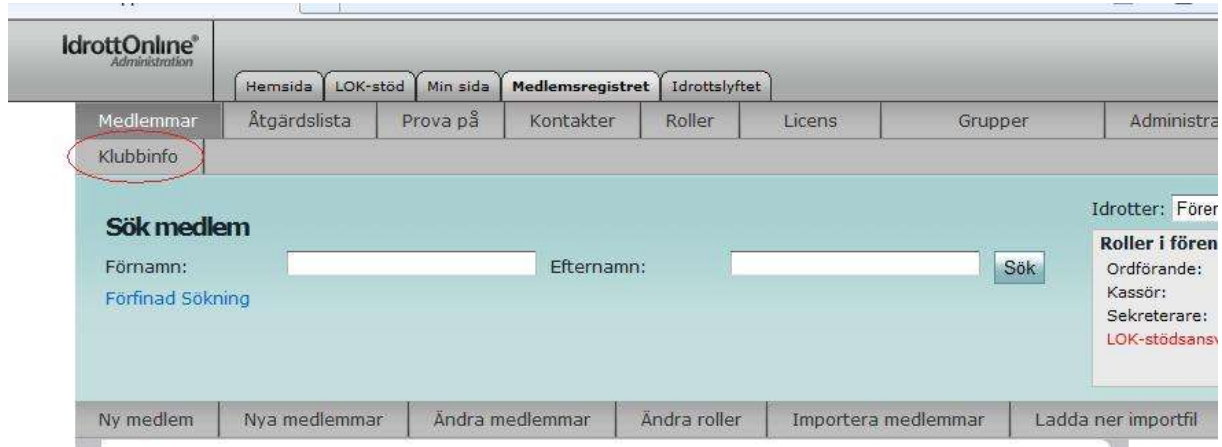 IdrottOnline®
Administration
Hemsida LOK-stöd Min sida Medlemsregistret Idrottslyftet
Medlemmar Åtgärdslista Prova på Kontakter Roller Licens Grupper Administra
Klubbinfo
Sök medlem
Förnamn: Efternamn: Sök
Förfinad Sökning
Idrotter: Fören
Roller i fören
Ordförande:
Kassör:
Sekreterare:
LOK-stödsansv
Ny medlem Nya medlemmar Ändra medlemmar Ändra roller Importera medlemmar Ladda ner importfil